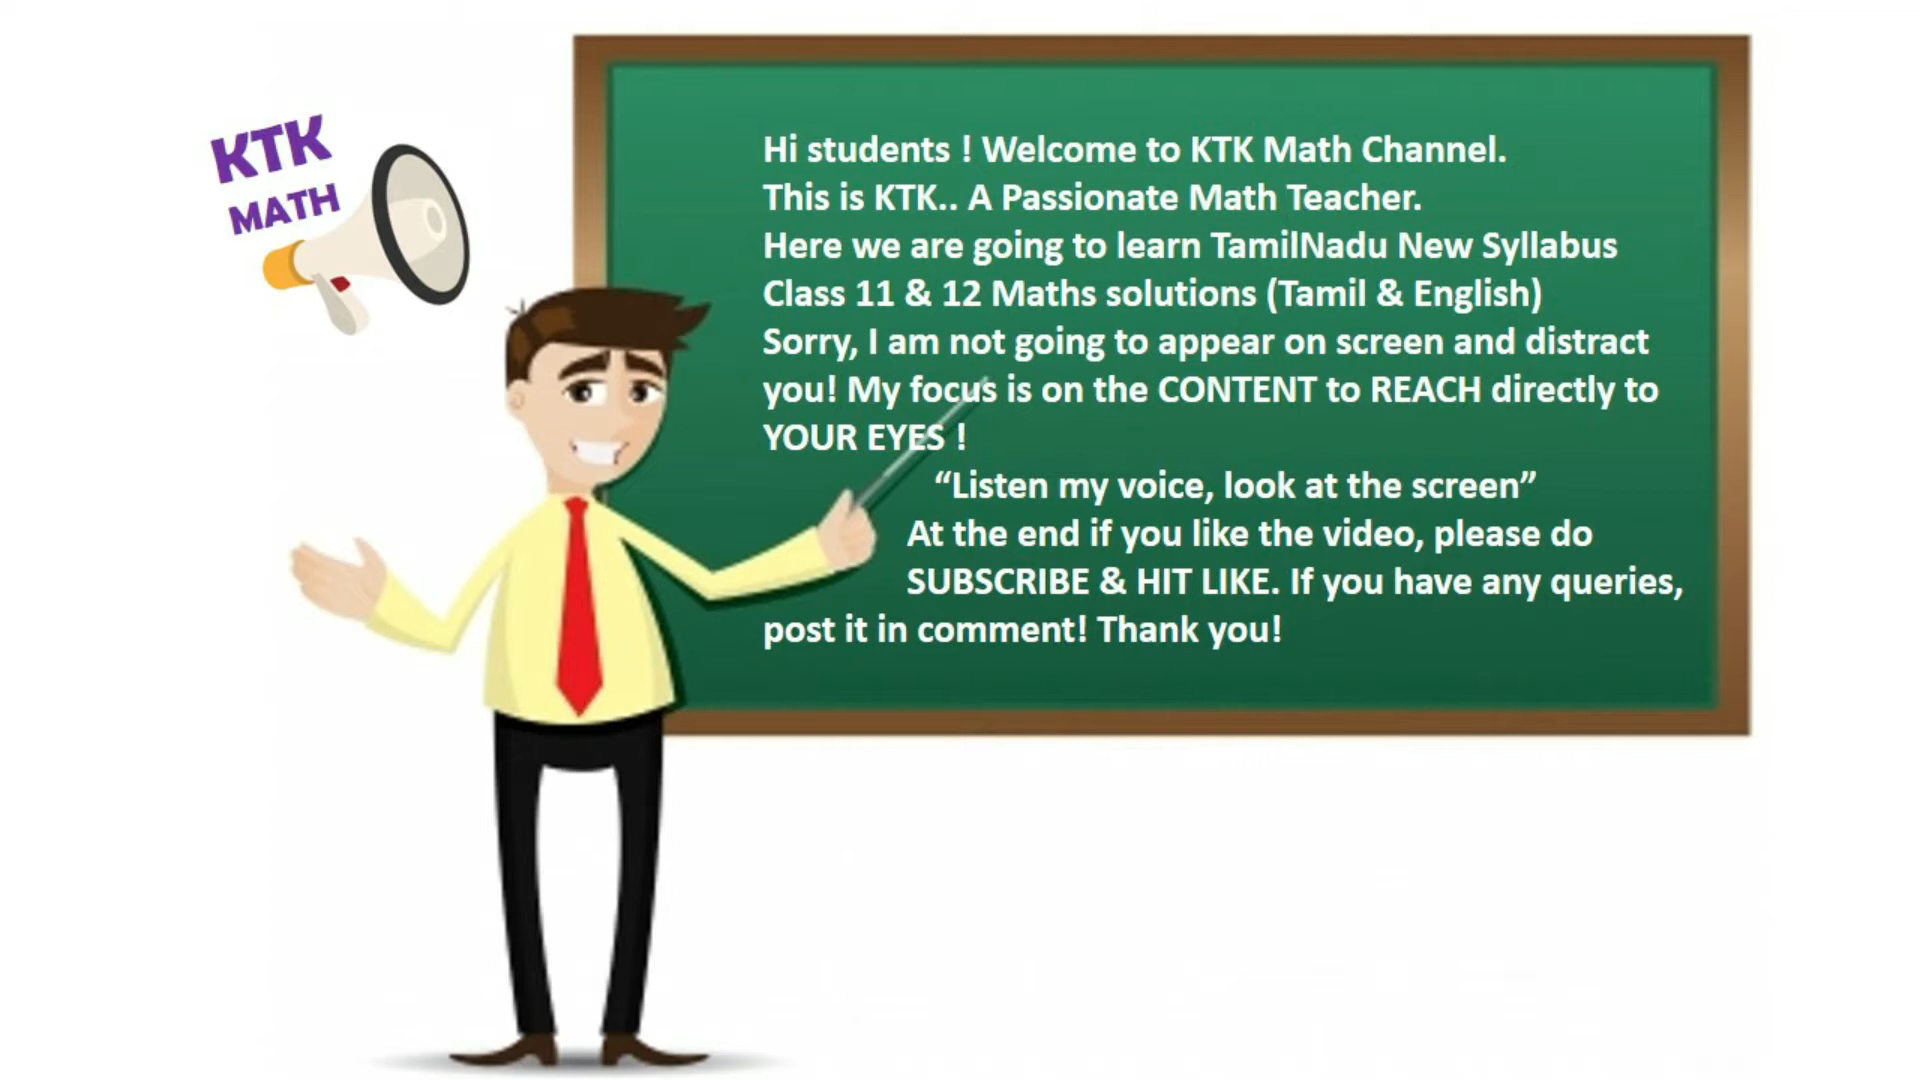 KTK
MATH
Hi students ! Welcome to KTK Math Channel.
This is KTK.. A Passionate Math Teacher.
Here we are going to learn TamilNadu New Syllabus
Class 11 & 12 Maths solutions (Tamil & English)
Sorry, I am not going to appear on screen and distract
you! My focus is on the CONTENT to REACH directly to
YOUR EYES !
“Listen my voice, look at the screen”
At the end if you like the video, please do
SUBSCRIBE & HIT LIKE. If you have any queries,
post it in comment! Thank you!